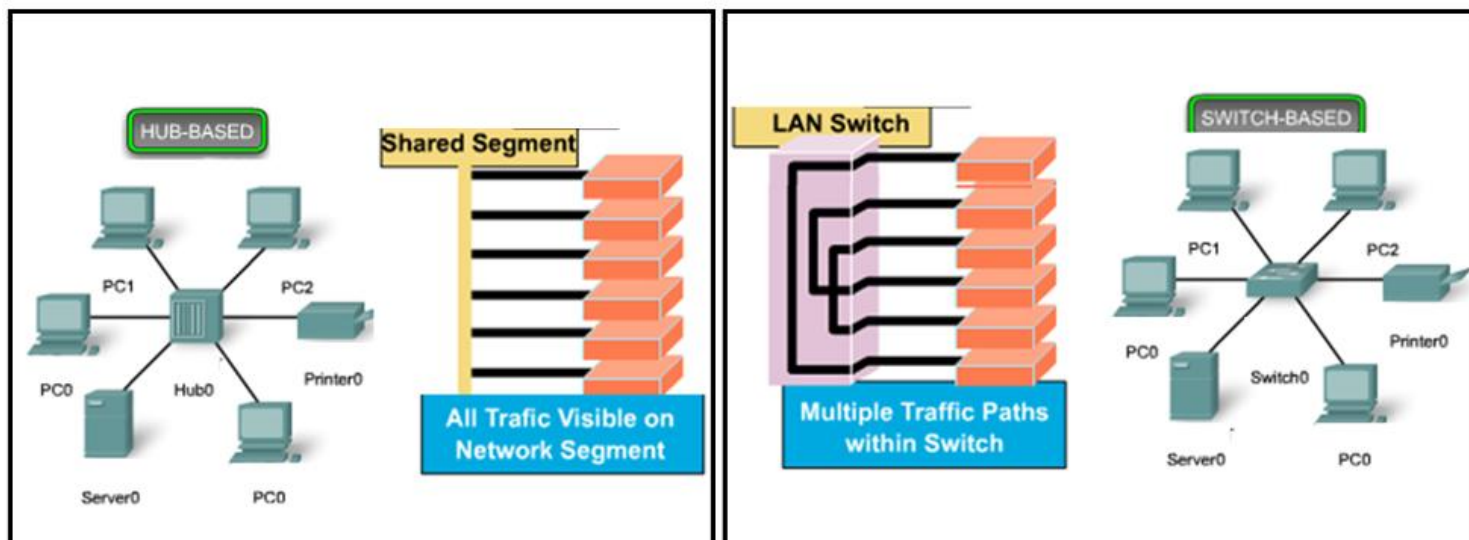 HUB-BASED
Shared Segment
PC1
PC2
PC0
Hub0
Printer0
Server0
PC0
All Trafic Visible on
Network Segment
LAN Switch
SWITCH-BASED
Multiple Traffic Paths
within Switch
PC1
PC2
PC0
Switch0
Printer0
Server0
PC0